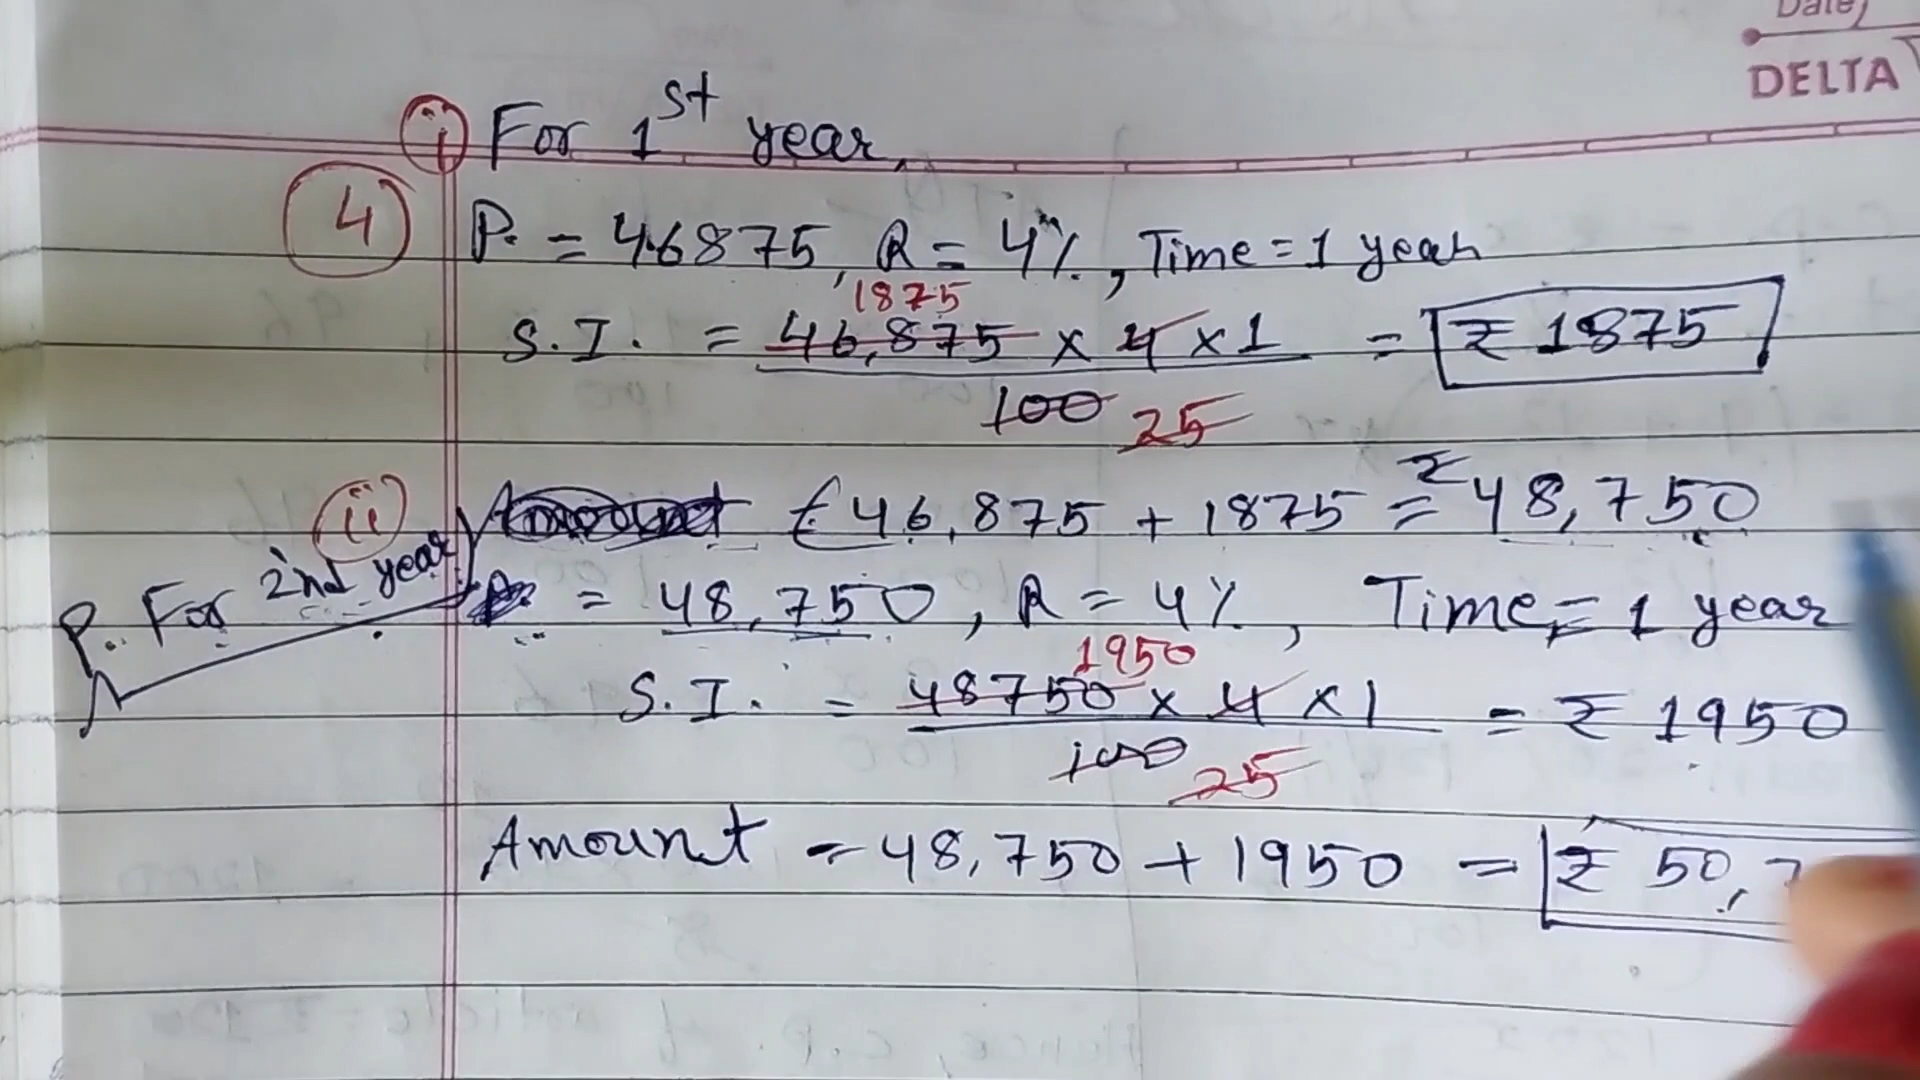 Date
DELTA
i For 1st year,
4 P. = 46875, R = 4%, Time = 1 year
1875
S.I. = 46,875 x 4 x 1 = ₹ 1875
100 25
ii Amount 46,875 + 1875 = ₹ 48,750
P. For 2nd year = 48,750, R = 4%, Time = 1 year
1950
S.I. = 48750 x 4 x 1 = ₹ 1950
100 25
Amount = 48,750 + 1950 = ₹ 50,7